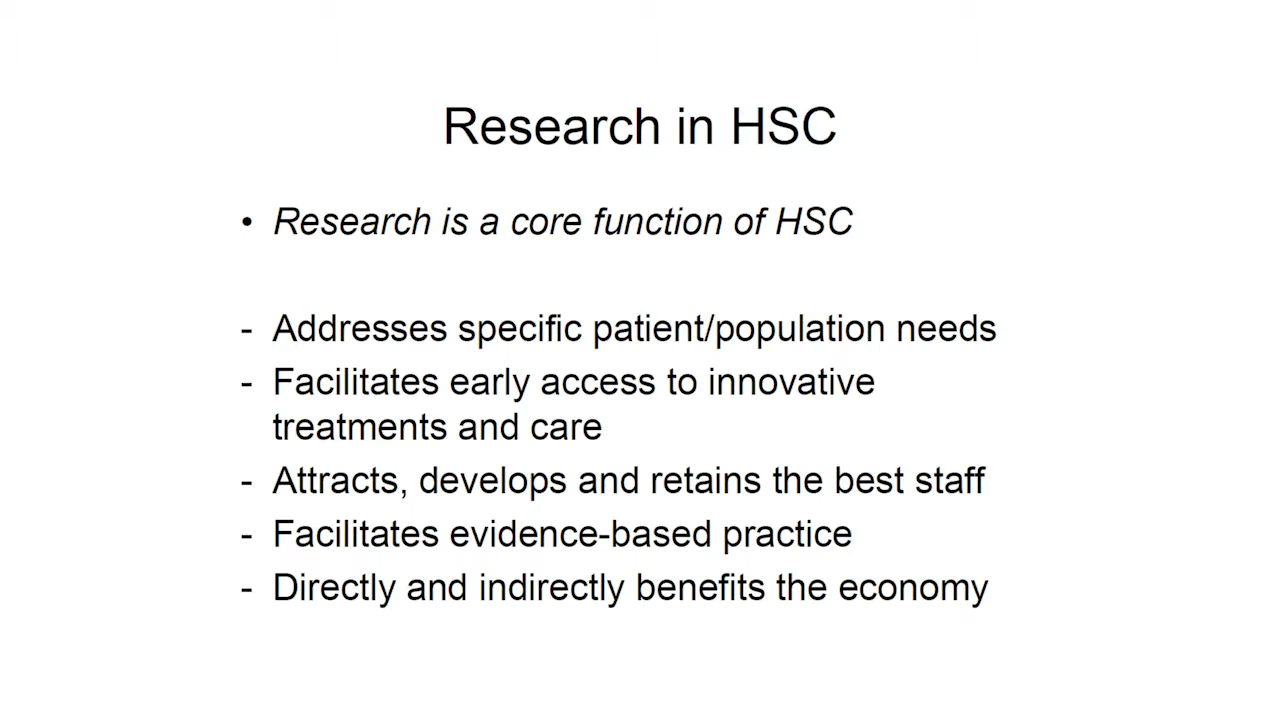 Research in HSC
• Research is a core function of HSC
- Addresses specific patient/population needs
- Facilitates early access to innovative
treatments and care
- Attracts, develops and retains the best staff
- Facilitates evidence-based practice
- Directly and indirectly benefits the economy